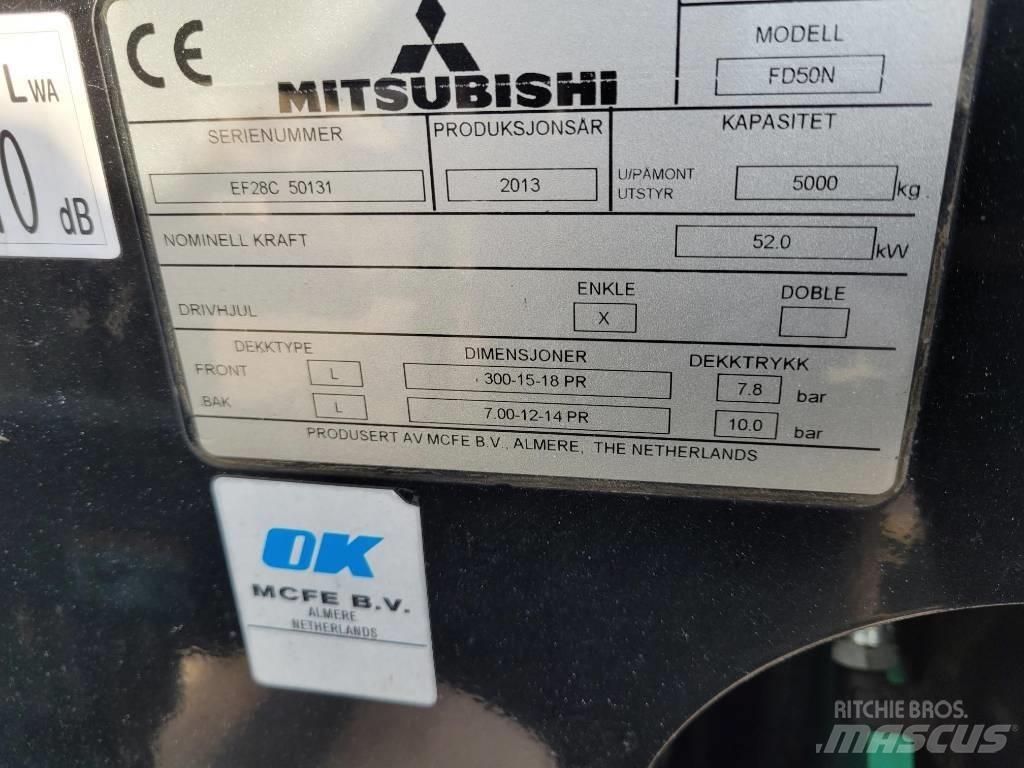 CE
MITSUBISHI
MODELL
FD50N
SERIENUMMER
EF28C 50131
PRODUKSJONSÅR
2013
KAPASITET
U/PÅMONT
UTSTYR
5000 kg.
NOMINELL KRAFT 52.0 kW
DRIVHJUL
ENKLE
X
DOBLE
DEKKTYPE DIMENSJONER DEKKTRYKK
FRONT L 300-15-18 PR 7.8 bar
BAK L 7.00-12-14 PR 10.0 bar
PRODUSERT AV MCFE B.V., ALMERE, THE NETHERLANDS
LWA
dB
OK
MCFE B.V.
ALMERE
NETHERLANDS
RITCHIE BROS.
MASCUS